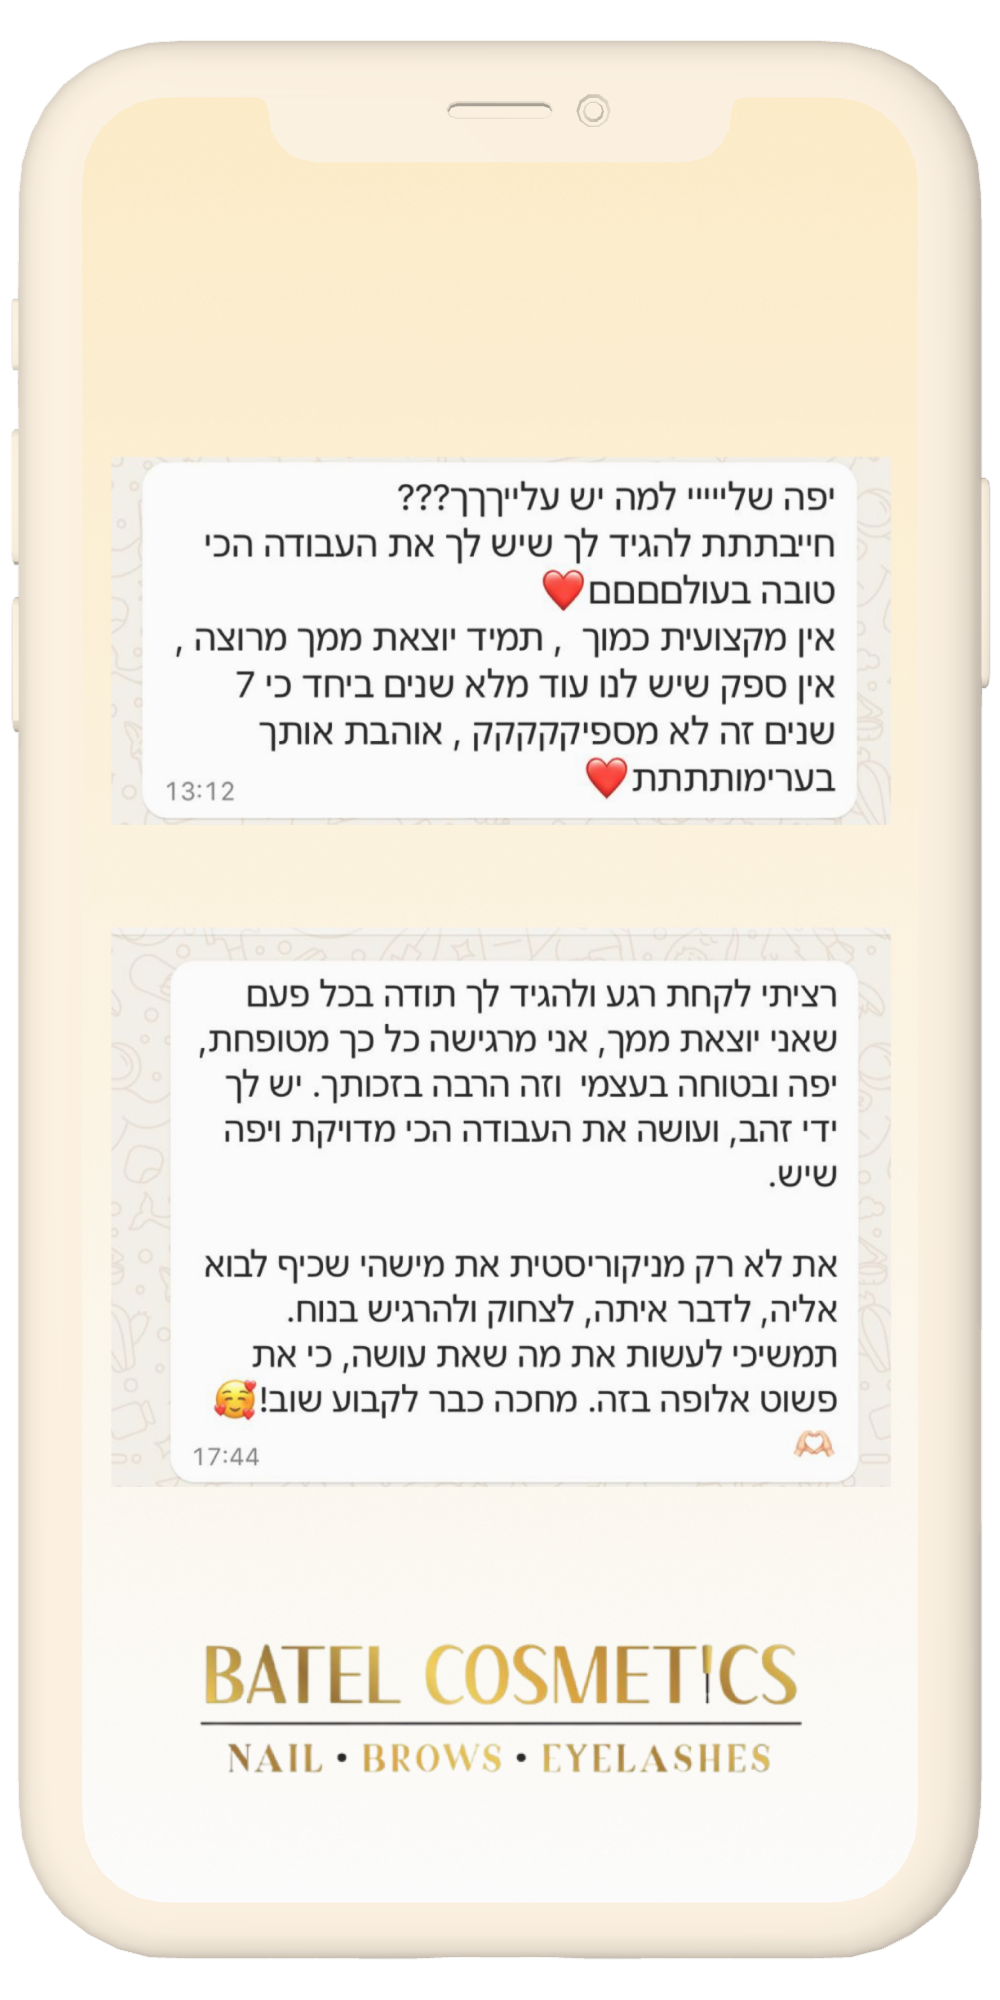 יפה שלייייי למה יש עלייךךך???
חייבתתת להגיד לך שיש לך את העבודה הכי
טובה בעולםםםםם❤️
אין מקצועית כמוך  , תמיד יוצאת ממך מרוצה ,
אין ספק שיש לנו עוד מלא שנים ביחד כי 7
שנים זה לא מספיקקקקק , אוהבת אותך
בערימותתתתת❤️
13:12
רציתי לקחת רגע ולהגיד לך תודה בכל פעם
שאני יוצאת ממך, אני מרגישה כל כך מטופחת,
יפה ובטוחה בעצמי  וזה הרבה בזכותך. יש לך
ידי זהב, ועושה את העבודה הכי מדויקת ויפה
שיש.
את לא רק מניקוריסטית את מישהי שכיף לבוא
אליה, לדבר איתה, לצחוק ולהרגיש בנוח.
תמשיכי לעשות את מה שאת עושה, כי את
פשוט אלופה בזה. מחכה כבר לקבוע שוב!🥰
🫶🏻
17:44
BATEL COSMETICS
NAIL • BROWS • EYELASHES